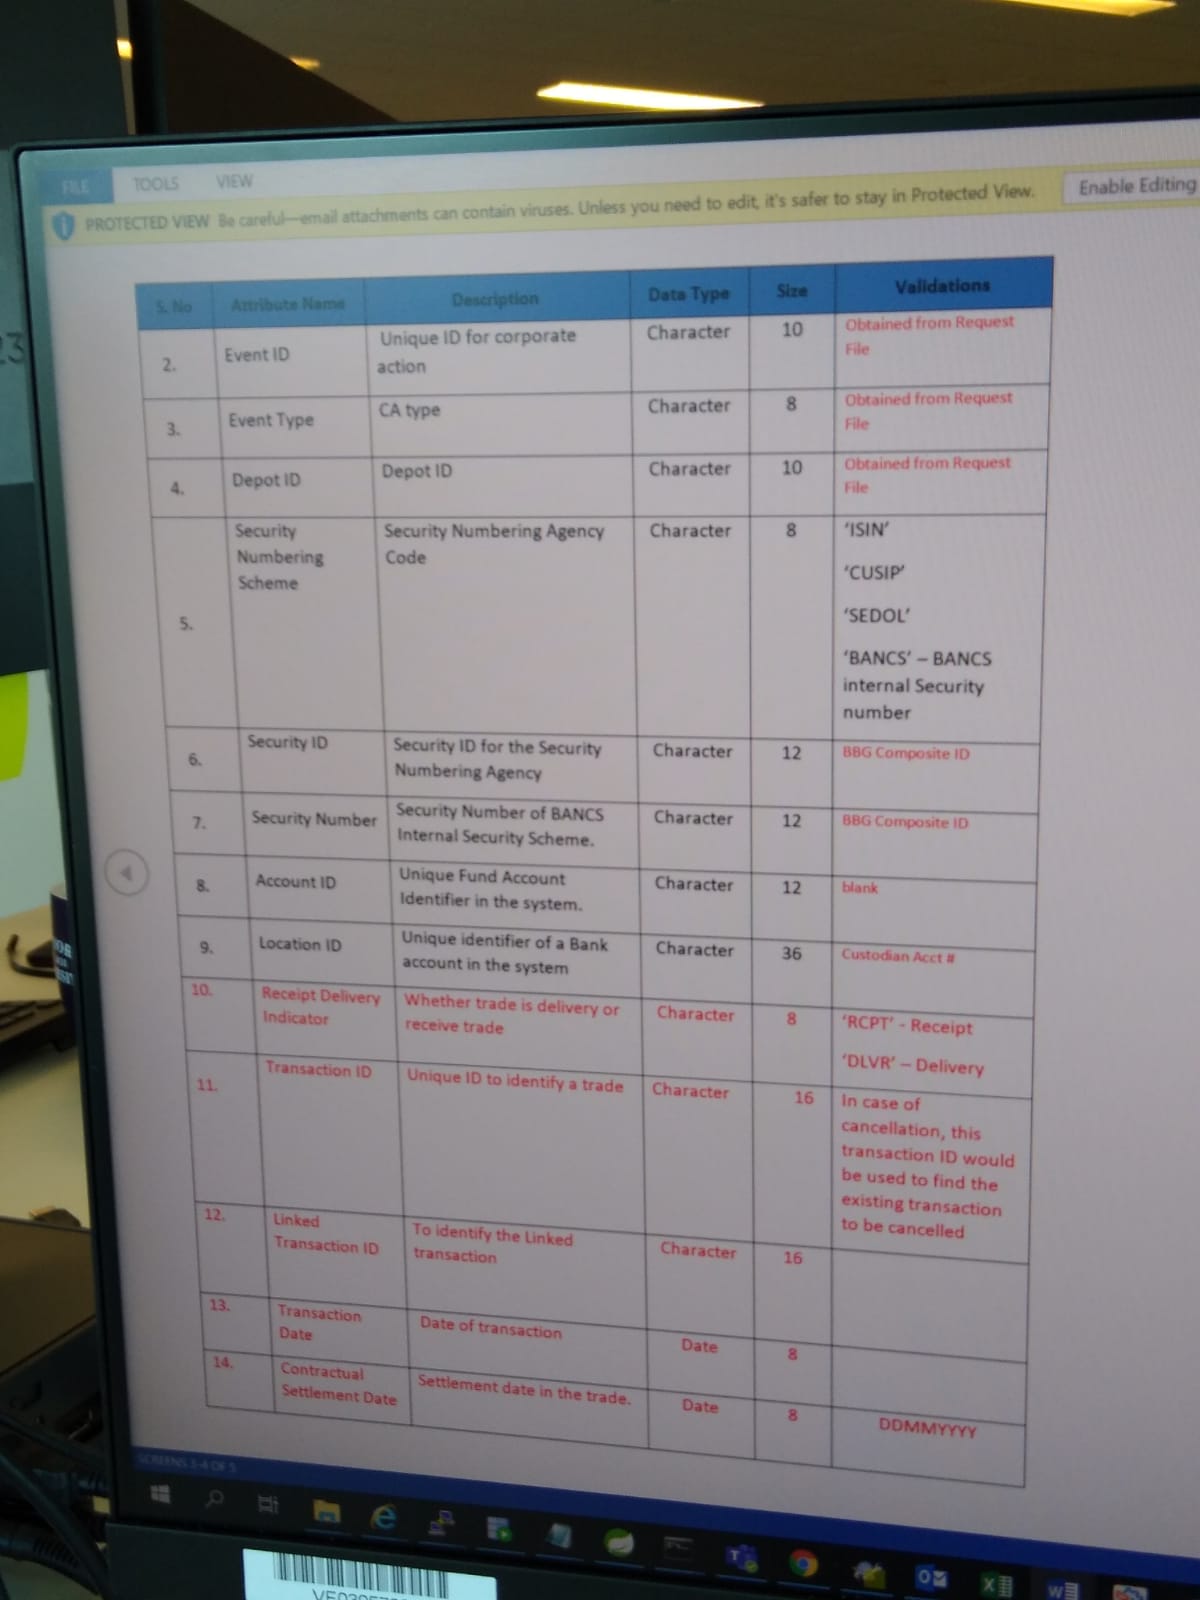 FILE TOOLS VIEW
PROTECTED VIEW Be careful—email attachments can contain viruses. Unless you need to edit, it's safer to stay in Protected View. Enable Editing
S. No Attribute Name Description Data Type Size Validations
2. Event ID Unique ID for corporate Character 10 Obtained from Request
action File
3. Event Type CA type Character 8 Obtained from Request
File
4. Depot ID Depot ID Character 10 Obtained from Request
File
5. Security Security Numbering Agency Character 8 ‘ISIN’
Numbering Code
Scheme ‘CUSIP’
‘SEDOL’
‘BANCS’ – BANCS
internal Security
number
6. Security ID Security ID for the Security Character 12 BBG Composite ID
Numbering Agency
7. Security Number Security Number of BANCS Character 12 BBG Composite ID
Internal Security Scheme.
8. Account ID Unique Fund Account Character 12 blank
Identifier in the system.
9. Location ID Unique identifier of a Bank Character 36 Custodian Acct #
account in the system
10. Receipt Delivery Whether trade is delivery or Character 8 ‘RCPT’ - Receipt
Indicator receive trade
‘DLVR’ – Delivery
11. Transaction ID Unique ID to identify a trade Character 16 In case of
cancellation, this
transaction ID would
be used to find the
existing transaction
to be cancelled
12. Linked To identify the Linked Character 16
Transaction ID transaction
13. Transaction Date of transaction Date 8
Date
14. Contractual Settlement date in the trade. Date 8 DDMMYYYY
Settlement Date
SCREENS 3-4 OF 5